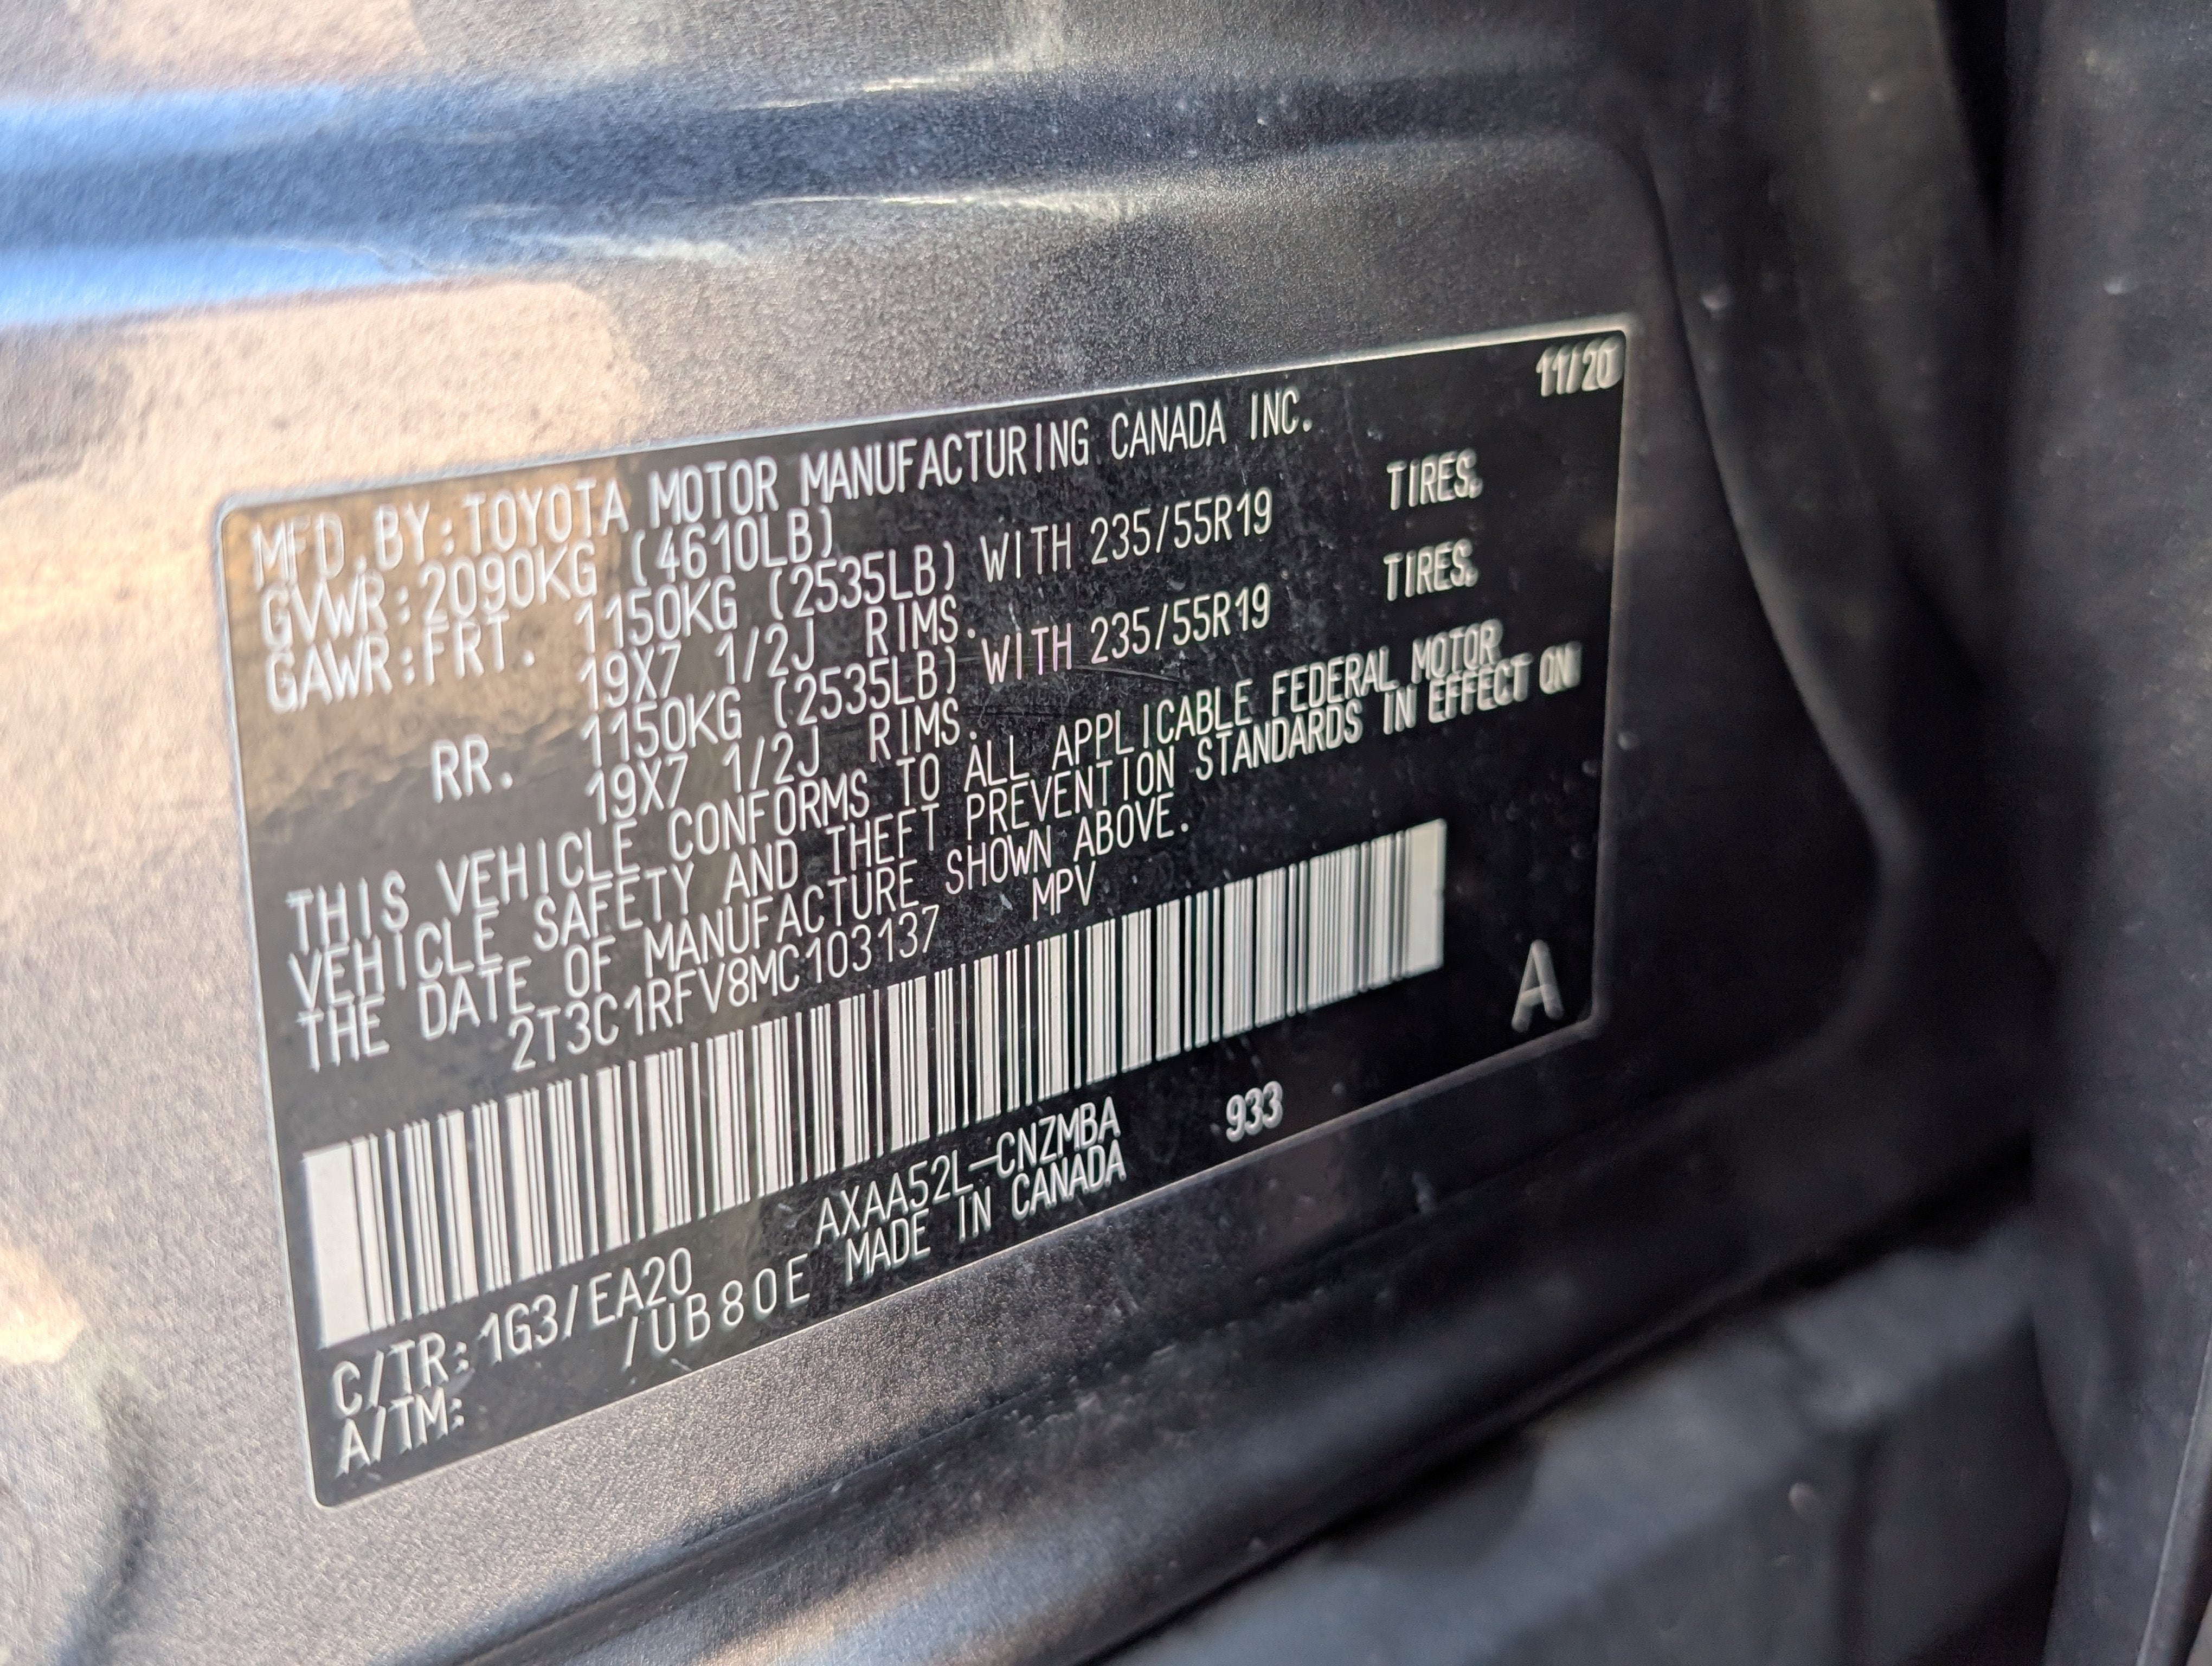 11/20
MFD.BY:TOYOTA MOTOR MANUFACTURING CANADA INC.
GVWR:2090KG (4610LB)
GAWR:FRT. 1150KG (2535LB) WITH 235/55R19 TIRES.
19X7 1/2J RIMS.
RR. 1150KG (2535LB) WITH 235/55R19 TIRES.
19X7 1/2J RIMS.
THIS VEHICLE CONFORMS TO ALL APPLICABLE FEDERAL MOTOR
VEHICLE SAFETY AND THEFT PREVENTION STANDARDS IN EFFECT ON
THE DATE OF MANUFACTURE SHOWN ABOVE.
2T3C1RFV8MC103137 MPV
A
C/TR:1G3/EA20 AXAA52L-CNZMBA 933
A/TM: /UB80E MADE IN CANADA